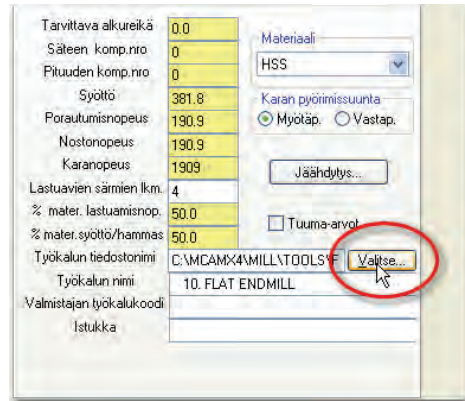 Tarvittava alkureikä 0.0
Säteen komp.nro 0
Pituuden komp.nro 0
Syöttö 381.8
Porautumisnopeus 190.9
Nostonopeus 190.9
Karanopeus 1909
Lastuavien särmien lkm. 4
% mater. lastuamisnop. 50.0
% mater.syöttö/hammas 50.0
Työkalun tiedostonimi C:\MCAMX4\MILL\TOOLS\F Valitse...
Työkalun nimi 10. FLAT ENDMILL
Valmistajan työkalukoodi
Istukka
Materiaali
HSS
Karan pyörimissuunta
Myötäp. Vastap.
Jäähdytys...
Tuuma-arvot